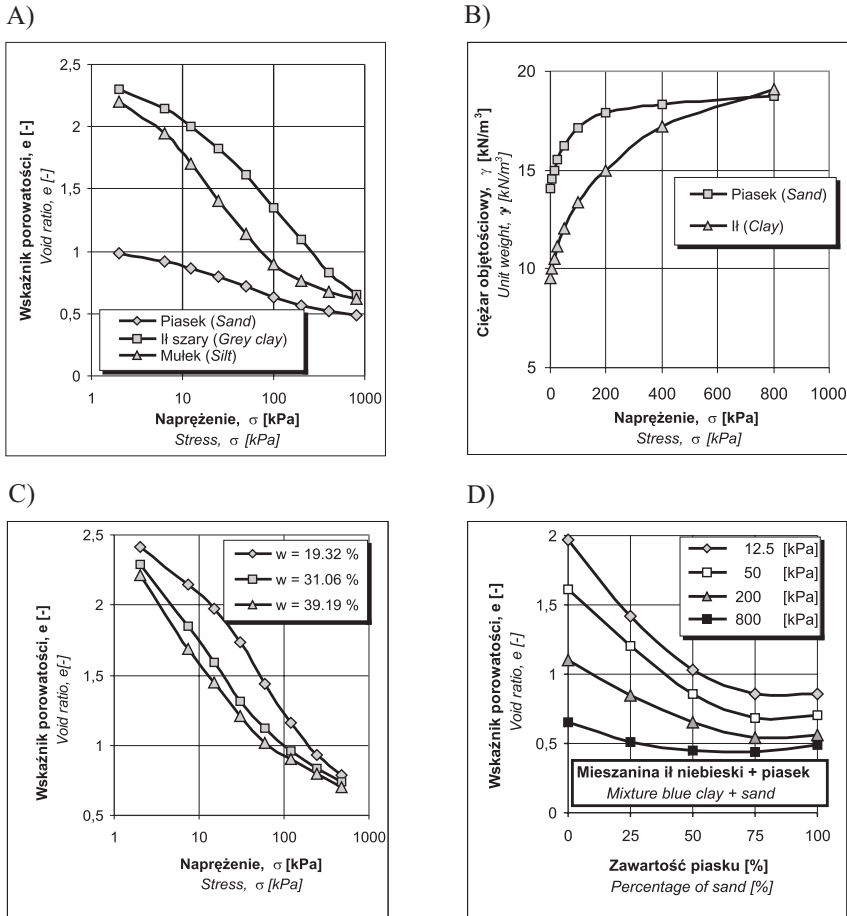 A)
2,5
2
1,5
1
0,5
0
Wskaźnik porowatości, e [-]
Void ratio, e [-]
Piasek (Sand)
Ił szary (Grey clay)
Mułek (Silt)
1 10 100 1000
Naprężenie, σ [kPa]
Stress, σ [kPa]
B)
20
15
10
5
Ciężar objętościowy, γ [kN/m³]
Unit weight, γ [kN/m³]
Piasek (Sand)
Ił (Clay)
0 200 400 600 800 1000
Naprężenie, σ [kPa]
Stress, σ [kPa]
C)
2,5
2
1,5
1
0,5
Wskaźnik porowatości, e [-]
Void ratio, e[-]
w = 19.32 %
w = 31.06 %
w = 39.19 %
1 10 100 1000
Naprężenie, σ [kPa]
Stress, σ [kPa]
D)
2
1,5
1
0,5
0
Wskaźnik porowatości, e [-]
Void ratio, e [-]
12.5 [kPa]
50 [kPa]
200 [kPa]
800 [kPa]
Mieszanina ił niebieski + piasek
Mixture blue clay + sand
0 25 50 75 100
Zawartość piasku [%]
Percentage of sand [%]